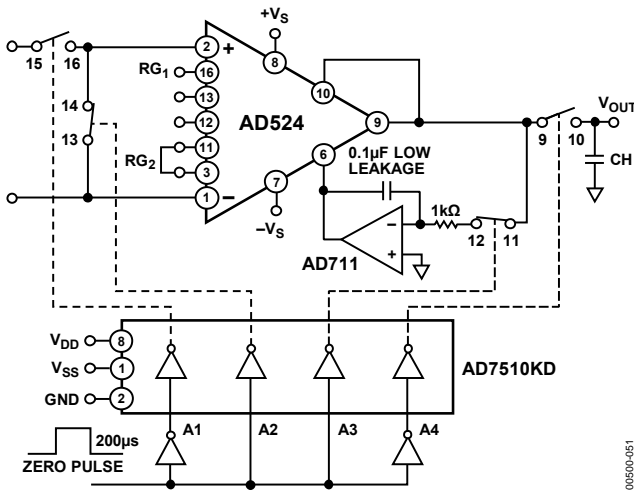 +VS
15
16
2
+
8
RG1
16
10
VOUT
14
13
13
12
AD524
9
9
10
CH
RG2
11
3
6
0.1µF LOW
LEAKAGE
1
–
7
–VS
1kΩ
–
+
12
11
AD711
VDD
8
VSS
1
GND
2
AD7510KD
A1
A2
A3
A4
200µs
ZERO PULSE
00500-051